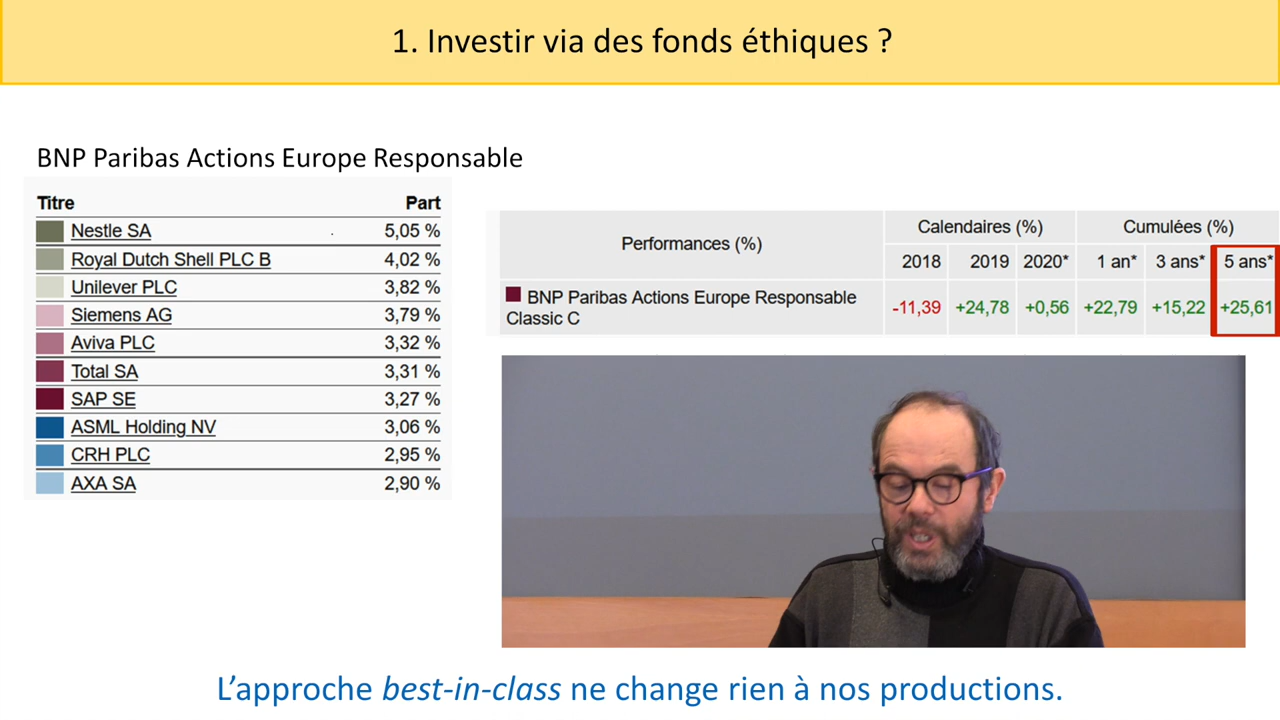 1. Investir via des fonds éthiques ?
BNP Paribas Actions Europe Responsable
Titre Part
Nestle SA 5,05 %
Royal Dutch Shell PLC B 4,02 %
Unilever PLC 3,82 %
Siemens AG 3,79 %
Aviva PLC 3,32 %
Total SA 3,31 %
SAP SE 3,27 %
ASML Holding NV 3,06 %
CRH PLC 2,95 %
AXA SA 2,90 %
Performances (%) Calendaires (%) Cumulées (%)
2018 2019 2020* 1 an* 3 ans* 5 ans*
BNP Paribas Actions Europe Responsable
Classic C -11,39 +24,78 +0,56 +22,79 +15,22 +25,61
L’approche best-in-class ne change rien à nos productions.